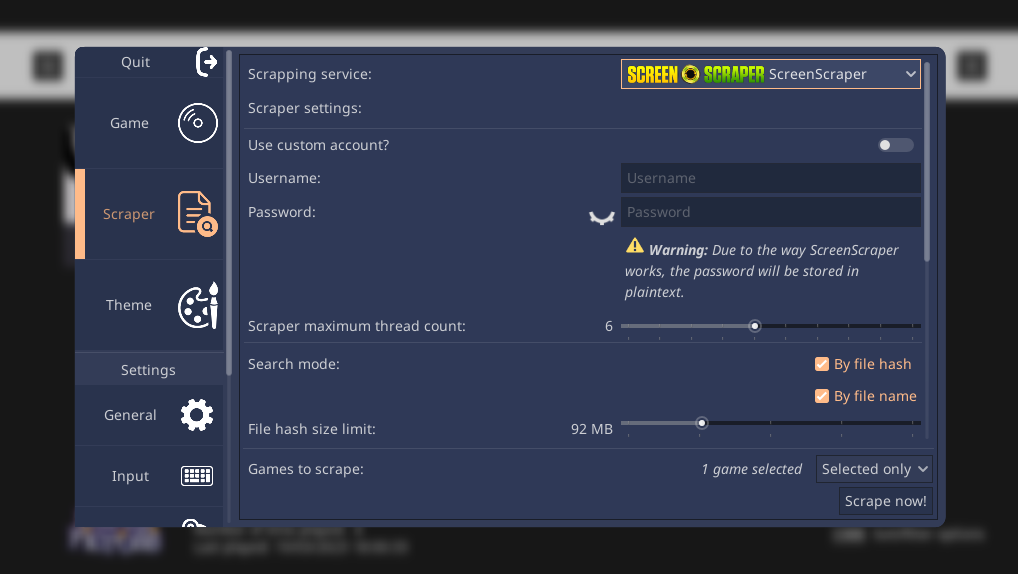 Quit
Game
Scraper
Theme
Settings
General
Input
Scrapping service:
SCREEN SCRAPER ScreenScraper
Scraper settings:
Use custom account?
Username:
Username
Password:
Password
Warning: Due to the way ScreenScraper
works, the password will be stored in
plaintext.
Scraper maximum thread count:
6
Search mode:
By file hash
By file name
File hash size limit:
92 MB
Games to scrape:
1 game selected
Selected only
Scrape now!